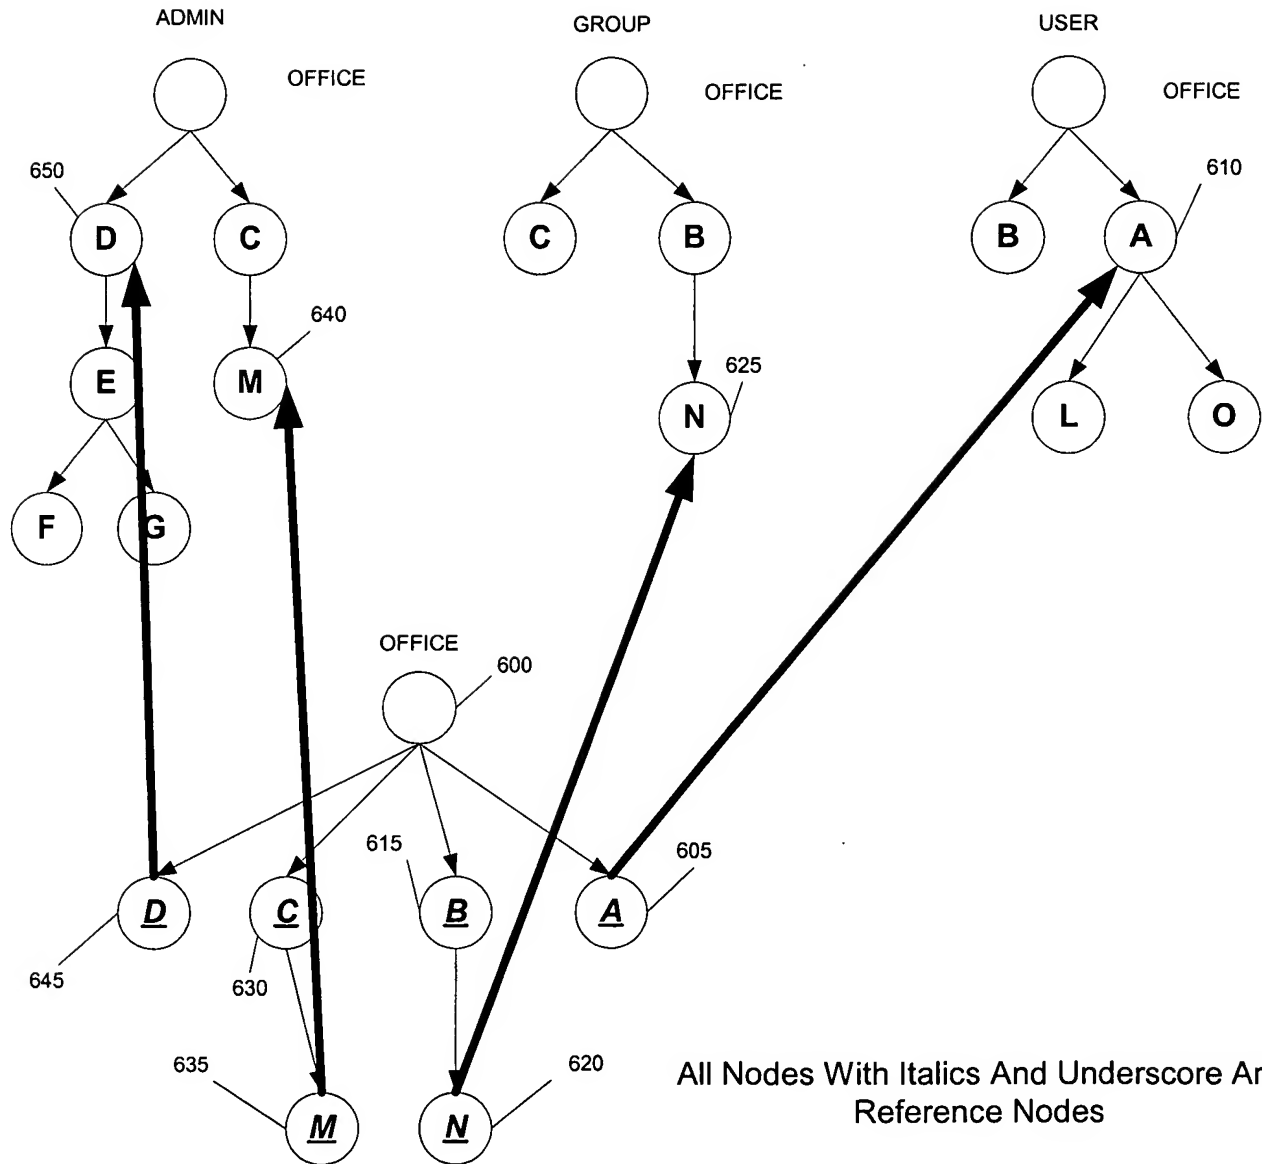 ADMIN
GROUP
USER
OFFICE
OFFICE
OFFICE
650
610
D
C
C
B
B
A
640
625
E
M
N
L
O
F
G
OFFICE
600
615
605
D
C
B
A
645
630
635
620
M
N
All Nodes With Italics And Underscore Ar
Reference Nodes